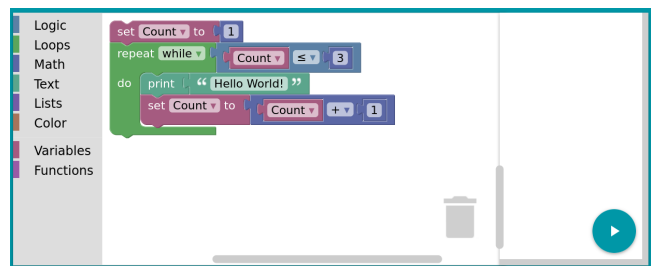 Logic
Loops
Math
Text
Lists
Color
Variables
Functions
set Count ▾ to 1
repeat while ▾ Count ▾ ≤ ▾ 3
do print “ Hello World! ”
set Count ▾ to Count ▾ + ▾ 1